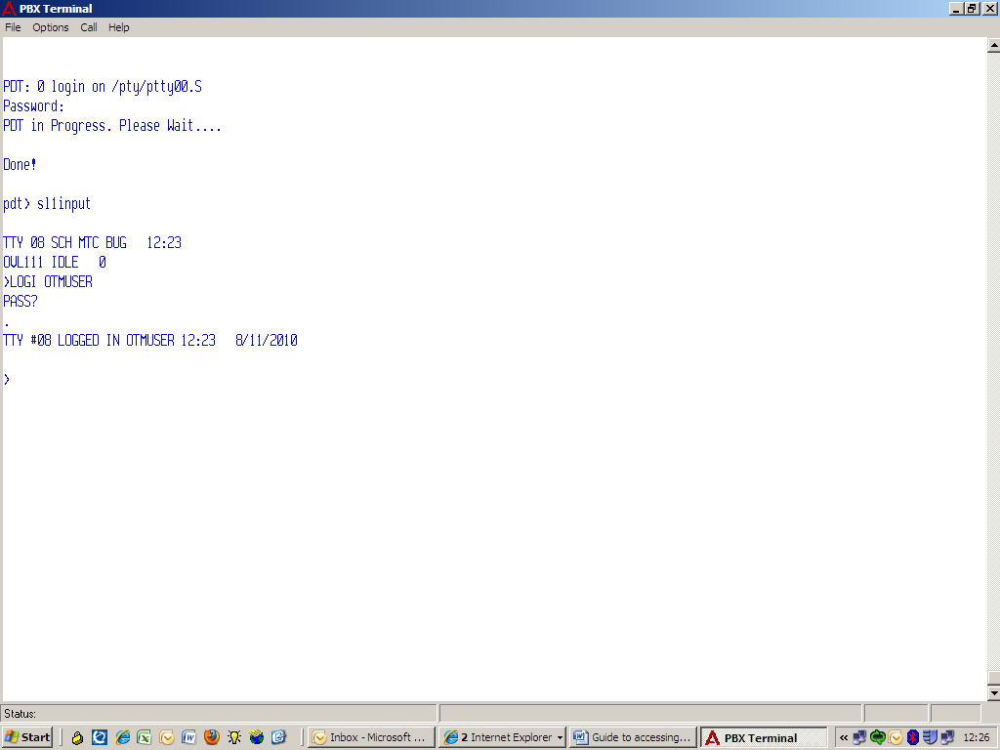 PBX Terminal
File Options Call Help
PDT: 0 login on /pty/ptty00.S
Password:
PDT in Progress. Please Wait....
Done!
pdt> sl1input
TTY 08 SCH MTC BUG 12:23
OVL111 IDLE 0
>LOGI OTMUSER
PASS?
.
TTY #08 LOGGED IN OTMUSER 12:23 8/11/2010
>
Status:
Start Inbox - Microsoft ... 2 Internet Explorer Guide to accessing... PBX Terminal « 12:26